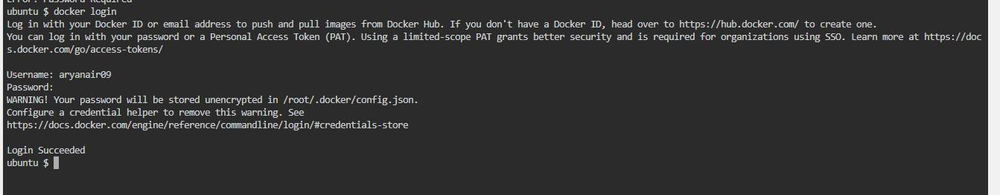 Error: Password Required
ubuntu $ docker login
Log in with your Docker ID or email address to push and pull images from Docker Hub. If you don't have a Docker ID, head over to https://hub.docker.com/ to create one.
You can log in with your password or a Personal Access Token (PAT). Using a limited-scope PAT grants better security and is required for organizations using SSO. Learn more at https://doc
s.docker.com/go/access-tokens/
Username: aryanair09
Password:
WARNING! Your password will be stored unencrypted in /root/.docker/config.json.
Configure a credential helper to remove this warning. See
https://docs.docker.com/engine/reference/commandline/login/#credentials-store
Login Succeeded
ubuntu $